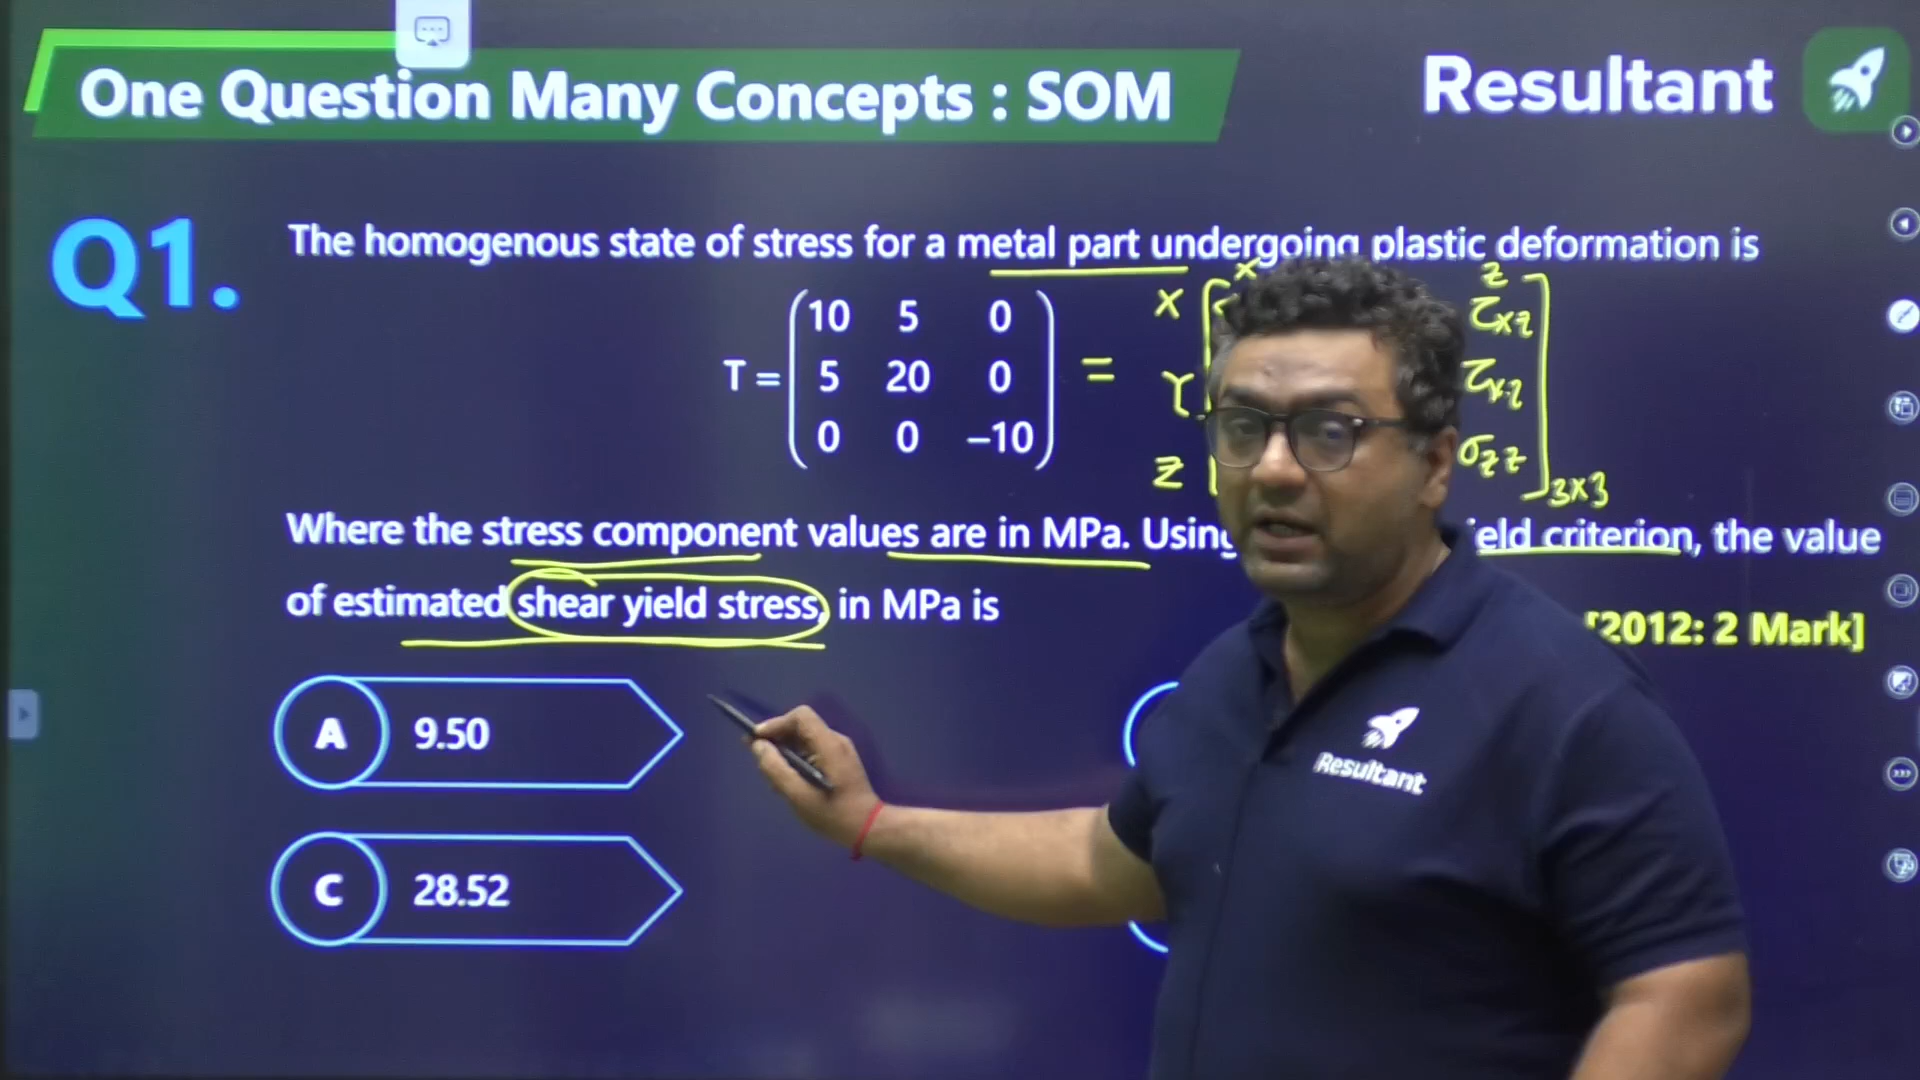 One Question Many Concepts : SOM
Resultant
Q1.
The homogenous state of stress for a metal part undergoing plastic deformation is
x z
10 5 0 x τxz
T = 5 20 0 = Y τxz
0 0 –10 z σzz
3x3
Where the stress component values are in MPa. Using eld criterion, the value
of estimated shear yield stress, in MPa is
[2012: 2 Mark]
A 9.50
C 28.52
Resultant